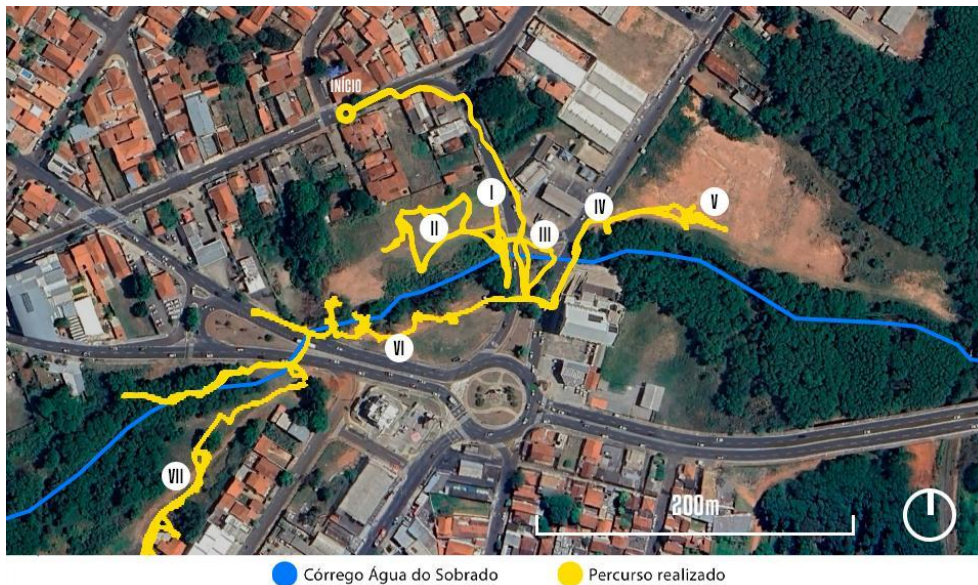 INÍCIO
I
II
III
IV
V
VI
VII
200m
Córrego Água do Sobrado
Percurso realizado